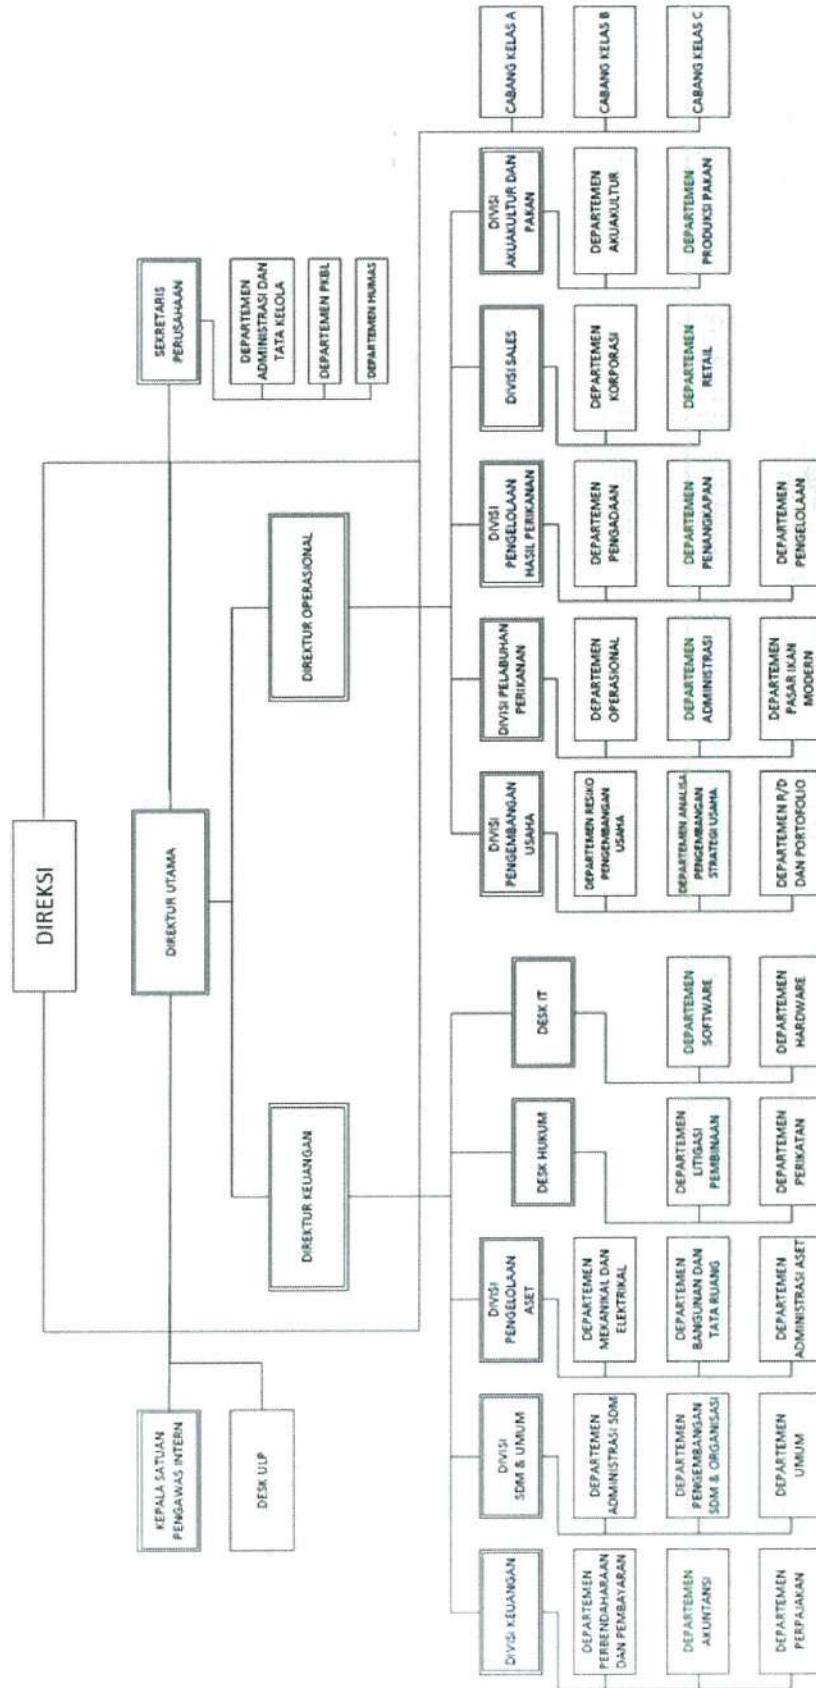 DIREKSI
KEPALA SATUAN
PENGAWAS INTERN
DIREKTUR UTAMA
SEKRETARIS
PERUSAHAAN
DESK ULP
DEPARTEMEN
ADMINISTRASI DAN
TATA KELOLA
DEPARTEMEN PKBL
DEPARTEMEN HUMAS
DIREKTUR KEUANGAN
DIREKTUR OPERASIONAL
DIVISI KEUANGAN
DEPARTEMEN
PERBENDAHARAAN
DAN PEMBAYARAN
DEPARTEMEN
AKUNTANSI
DEPARTEMEN
PERPAJAKAN
DIVISI
SDM & UMUM
DEPARTEMEN
ADMINISTRASI SDM
DEPARTEMEN
PENGEMBANGAN
SDM & ORGANISASI
DEPARTEMEN
UMUM
DIVISI
PENGELOLAAN
ASET
DEPARTEMEN
MEKANIKAL DAN
ELEKTRIKAL
DEPARTEMEN
BANGUNAN DAN
TATA RUANG
DEPARTEMEN
ADMINISTRASI ASET
DESK HUKUM
DEPARTEMEN
LITIGASI
PEMBINAAN
DEPARTEMEN
PERIKATAN
DESK IT
DEPARTEMEN
SOFTWARE
DEPARTEMEN
HARDWARE
DIVISI
PENGEMBANGAN
USAHA
DEPARTEMEN RESIKO
PENGEMBANGAN
USAHA
DEPARTEMEN ANALISA
PENGEMBANGAN
STRATEGI USAHA
DEPARTEMEN R/D
DAN PORTOFOLIO
DIVISI PELABUHAN
PERIKANAN
DEPARTEMEN
OPERASIONAL
DEPARTEMEN
ADMINISTRASI
DEPARTEMEN
PASAR IKAN
MODERN
DIVISI
PENGELOLAAN
HASIL PERIKANAN
DEPARTEMEN
PENGADAAN
DEPARTEMEN
PENANGKAPAN
DEPARTEMEN
PENGELOLAAN
DIVISI SALES
DEPARTEMEN
KORPORASI
DEPARTEMEN
RETAIL
DIVISI
AKUAKULTUR DAN
PAKAN
DEPARTEMEN
AKUAKULTUR
DEPARTEMEN
PRODUKSI PAKAN
CABANG KELAS A
CABANG KELAS B
CABANG KELAS C